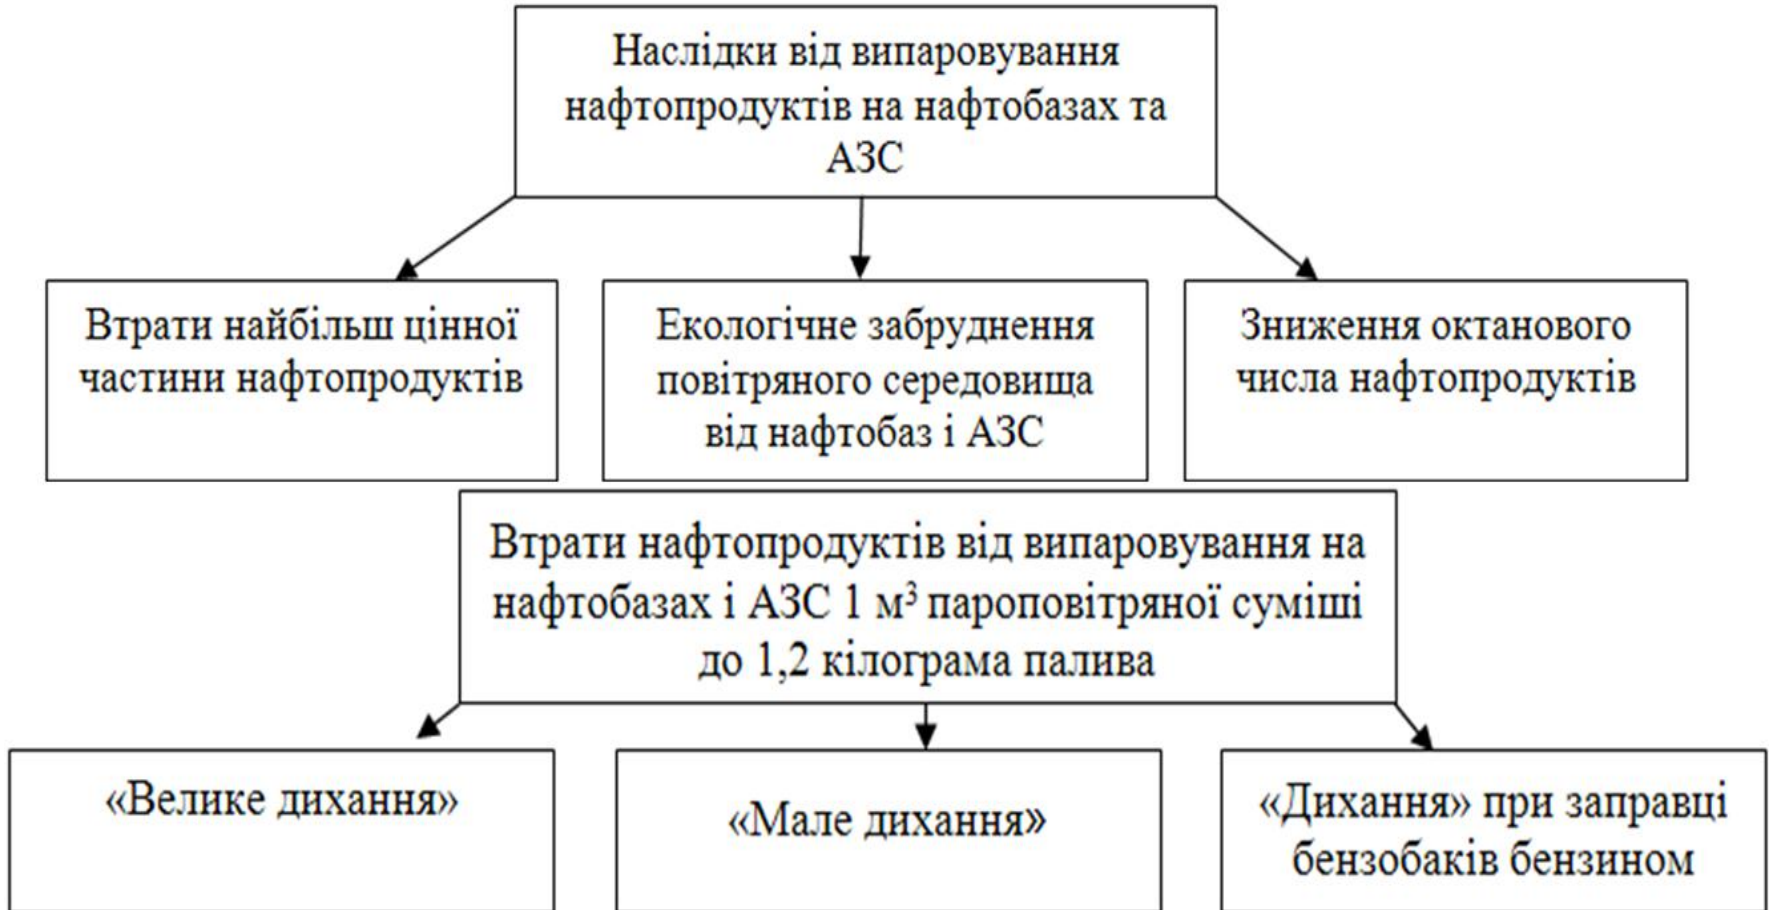 Наслідки від випаровування
нафтопродуктів на нафтобазах та
АЗС
Втрати найбільш цінної
частини нафтопродуктів
Екологічне забруднення
повітряного середовища
від нафтобаз і АЗС
Зниження октанового
числа нафтопродуктів
Втрати нафтопродуктів від випаровування на
нафтобазах і АЗС 1 м³ пароповітряної суміші
до 1,2 кілограма палива
«Велике дихання»
«Мале дихання»
«Дихання» при заправці
бензобаків бензином